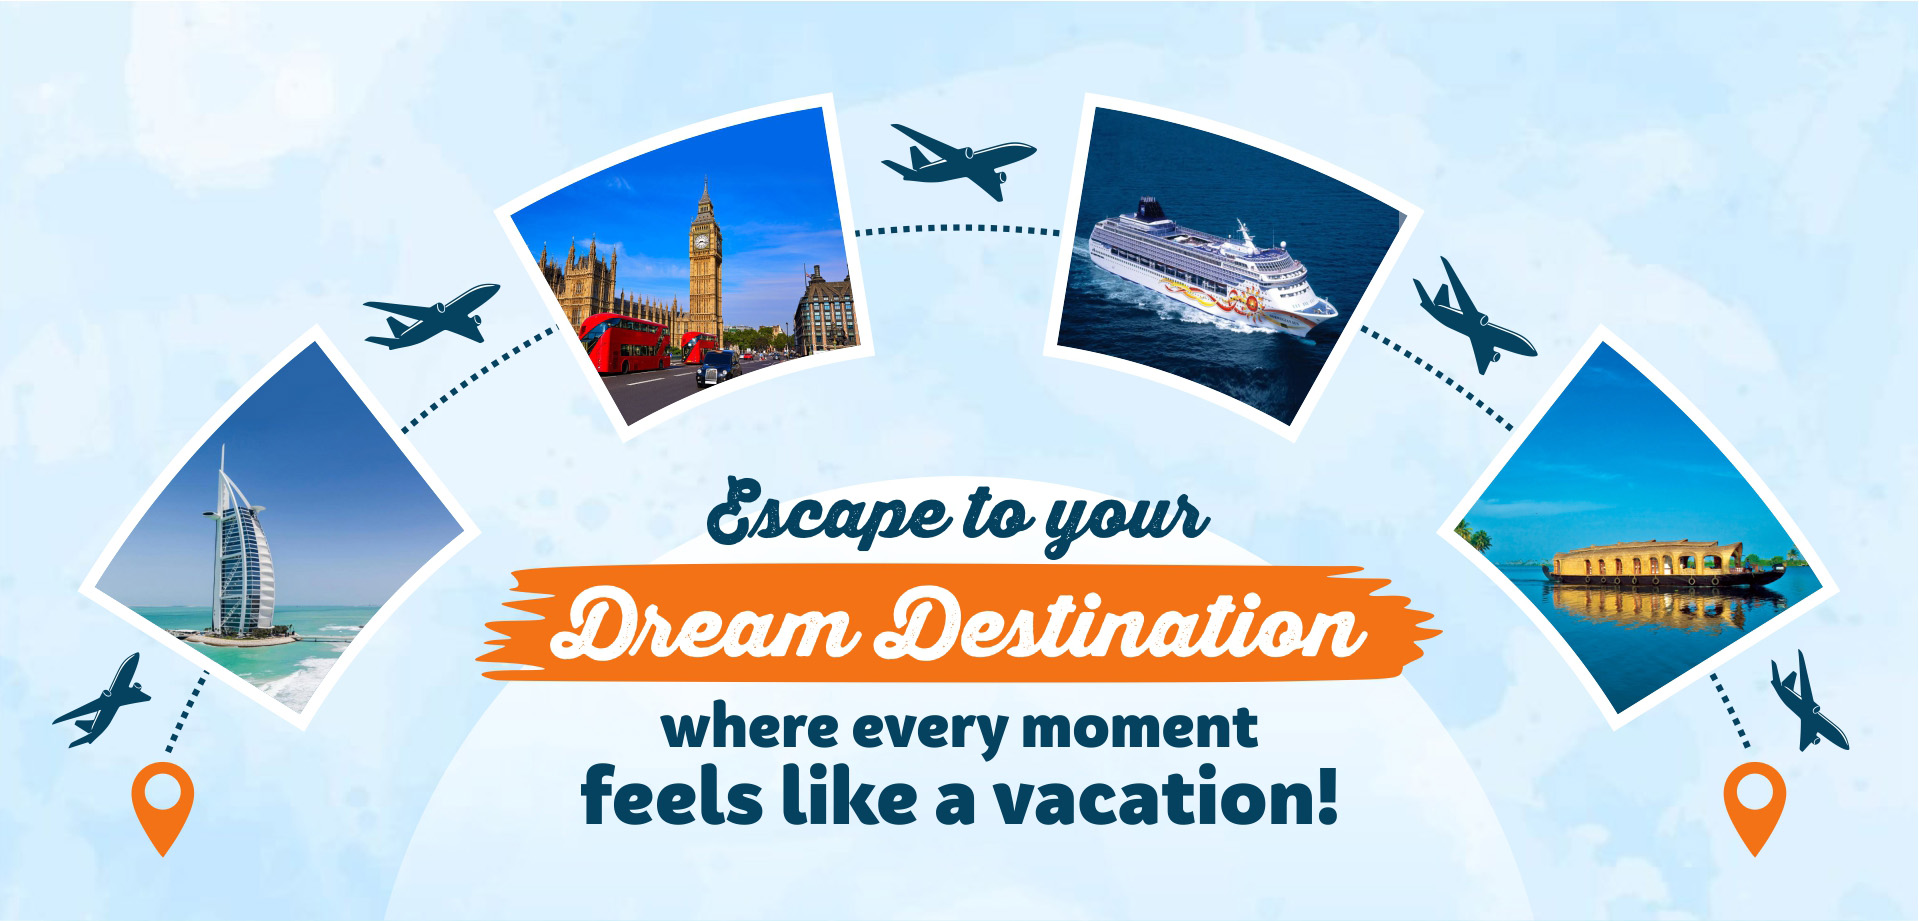 Escape to your
Dream Destination
where every moment
feels like a vacation!